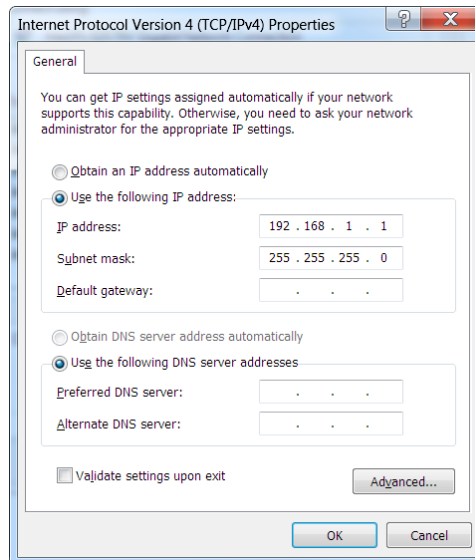 Internet Protocol Version 4 (TCP/IPv4) Properties
General
You can get IP settings assigned automatically if your network
supports this capability. Otherwise, you need to ask your network
administrator for the appropriate IP settings.
Obtain an IP address automatically
Use the following IP address:
IP address: 192 . 168 . 1 . 1
Subnet mask: 255 . 255 . 255 . 0
Default gateway: . . .
Obtain DNS server address automatically
Use the following DNS server addresses
Preferred DNS server: . . .
Alternate DNS server: . . .
Validate settings upon exit
Advanced...
OK Cancel